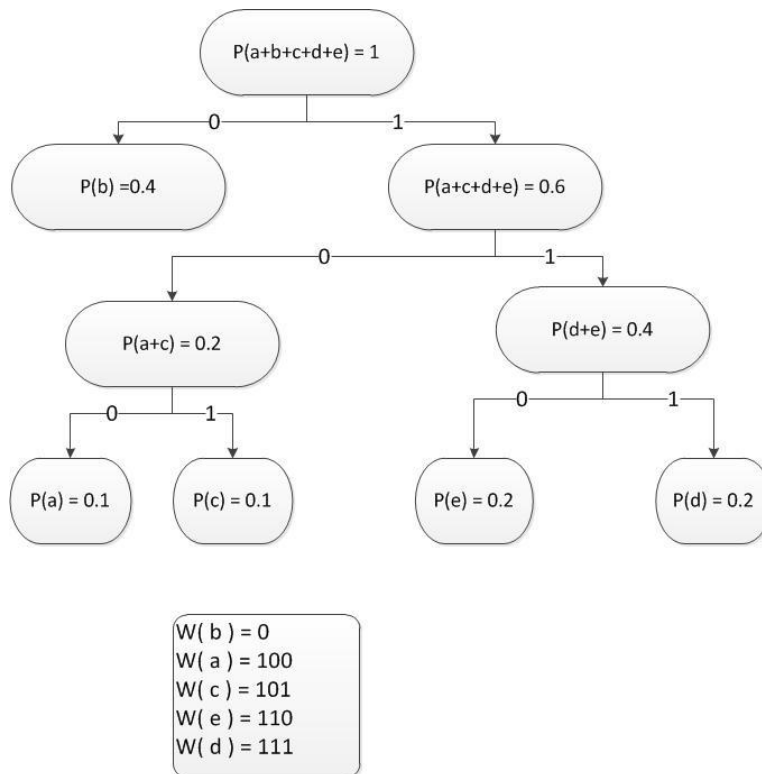 P(a+b+c+d+e) = 1
0 1
P(b) =0.4 P(a+c+d+e) = 0.6
0 1
P(a+c) = 0.2 P(d+e) = 0.4
0 1 0 1
P(a) = 0.1 P(c) = 0.1 P(e) = 0.2 P(d) = 0.2
W( b ) = 0
W( a ) = 100
W( c ) = 101
W( e ) = 110
W( d ) = 111